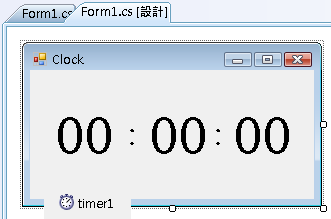 Form1.cs Form1.cs [設計]
Clock
00 : 00 : 00
timer1